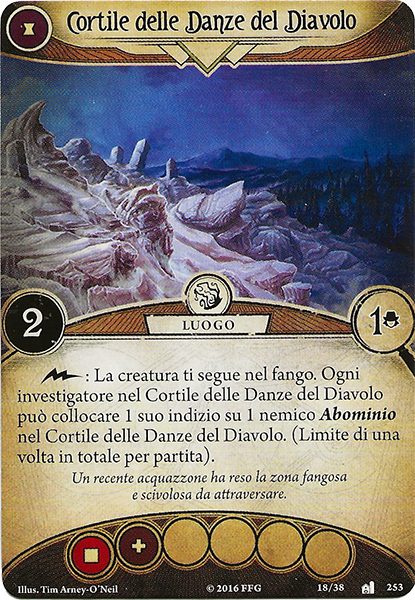 Cortile delle Danze del Diavolo
2
LUOGO
1
: La creatura ti segue nel fango. Ogni
investigatore nel Cortile delle Danze del Diavolo
può collocare 1 suo indizio su 1 nemico Abominio
nel Cortile delle Danze del Diavolo. (Limite di una
volta in totale per partita).
Un recente acquazzone ha reso la zona fangosa
e scivolosa da attraversare.
Illus. Tim Arney-O'Neil
© 2016 FFG
18/38
253